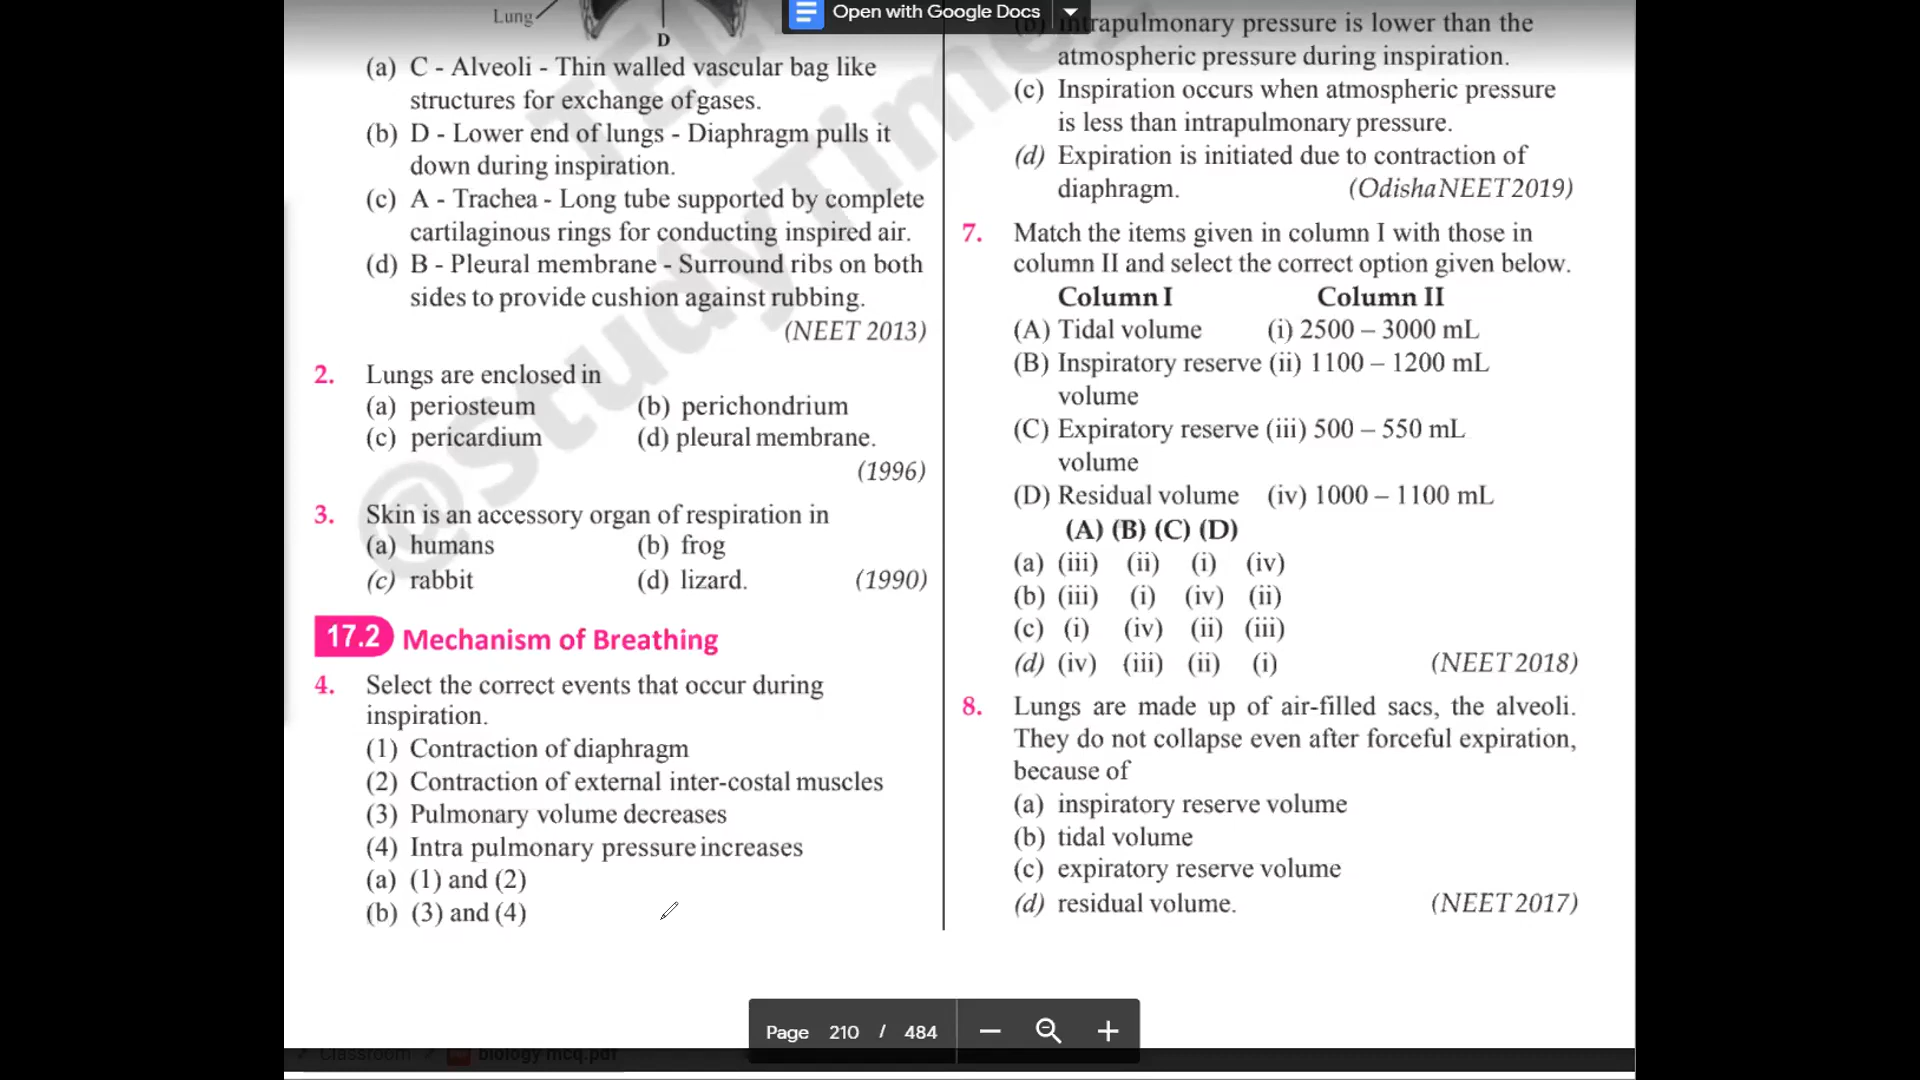 Open with Google Docs
Lung
D
(a) C - Alveoli - Thin walled vascular bag like
structures for exchange of gases.
(b) D - Lower end of lungs - Diaphragm pulls it
down during inspiration.
(c) A - Trachea - Long tube supported by complete
cartilaginous rings for conducting inspired air.
(d) B - Pleural membrane - Surround ribs on both
sides to provide cushion against rubbing.
(NEET 2013)
2. Lungs are enclosed in
(a) periosteum (b) perichondrium
(c) pericardium (d) pleural membrane.
(1996)
3. Skin is an accessory organ of respiration in
(a) humans (b) frog
(c) rabbit (d) lizard. (1990)
17.2 Mechanism of Breathing
4. Select the correct events that occur during
inspiration.
(1) Contraction of diaphragm
(2) Contraction of external inter-costal muscles
(3) Pulmonary volume decreases
(4) Intra pulmonary pressure increases
(a) (1) and (2)
(b) (3) and (4)
(b) intrapulmonary pressure is lower than the
atmospheric pressure during inspiration.
(c) Inspiration occurs when atmospheric pressure
is less than intrapulmonary pressure.
(d) Expiration is initiated due to contraction of
diaphragm. (Odisha NEET 2019)
7. Match the items given in column I with those in
column II and select the correct option given below.
Column I Column II
(A) Tidal volume (i) 2500 – 3000 mL
(B) Inspiratory reserve (ii) 1100 – 1200 mL
volume
(C) Expiratory reserve (iii) 500 – 550 mL
volume
(D) Residual volume (iv) 1000 – 1100 mL
(A) (B) (C) (D)
(a) (iii) (ii) (i) (iv)
(b) (iii) (i) (iv) (ii)
(c) (i) (iv) (ii) (iii)
(d) (iv) (iii) (ii) (i) (NEET 2018)
8. Lungs are made up of air-filled sacs, the alveoli.
They do not collapse even after forceful expiration,
because of
(a) inspiratory reserve volume
(b) tidal volume
(c) expiratory reserve volume
(d) residual volume. (NEET 2017)
@StudyTime
Page 210 / 484
Classroom biology mcq.pdf